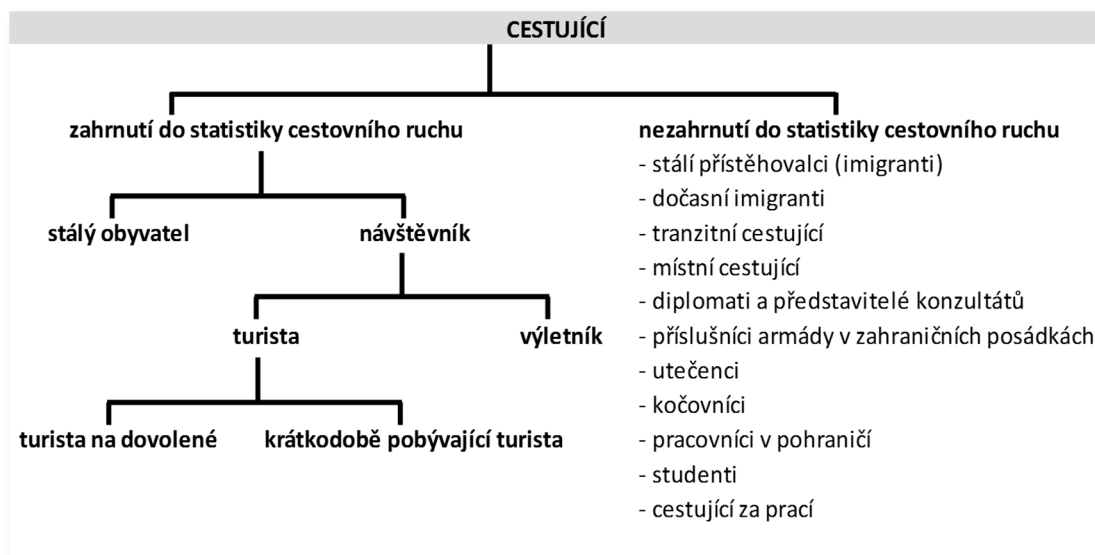 CESTUJÍCÍ
zahrnutí do statistiky cestovního ruchu
stálý obyvatel
návštěvník
turista
výletník
turista na dovolené
krátkodobě pobývající turista
nezahrnutí do statistiky cestovního ruchu
- stálí přistěhovalci (imigranti)
- dočasní imigranti
- tranzitní cestující
- místní cestující
- diplomati a představitelé konzultátů
- příslušníci armády v zahraničních posádkách
- utečenci
- kočovníci
- pracovníci v pohraničí
- studenti
- cestující za prací